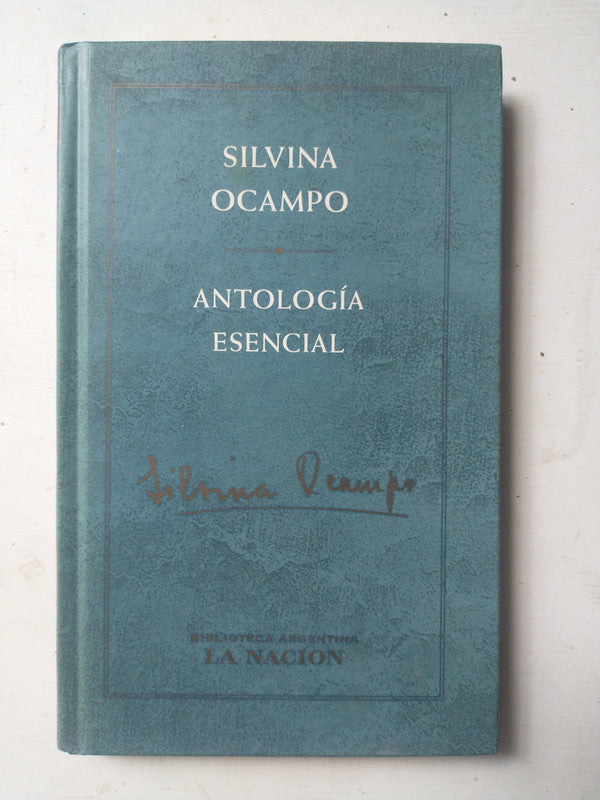 SILVINA
OCAMPO
ANTOLOGÍA
ESENCIAL
Silvina Ocampo
BIBLIOTECA ARGENTINA
LA NACION